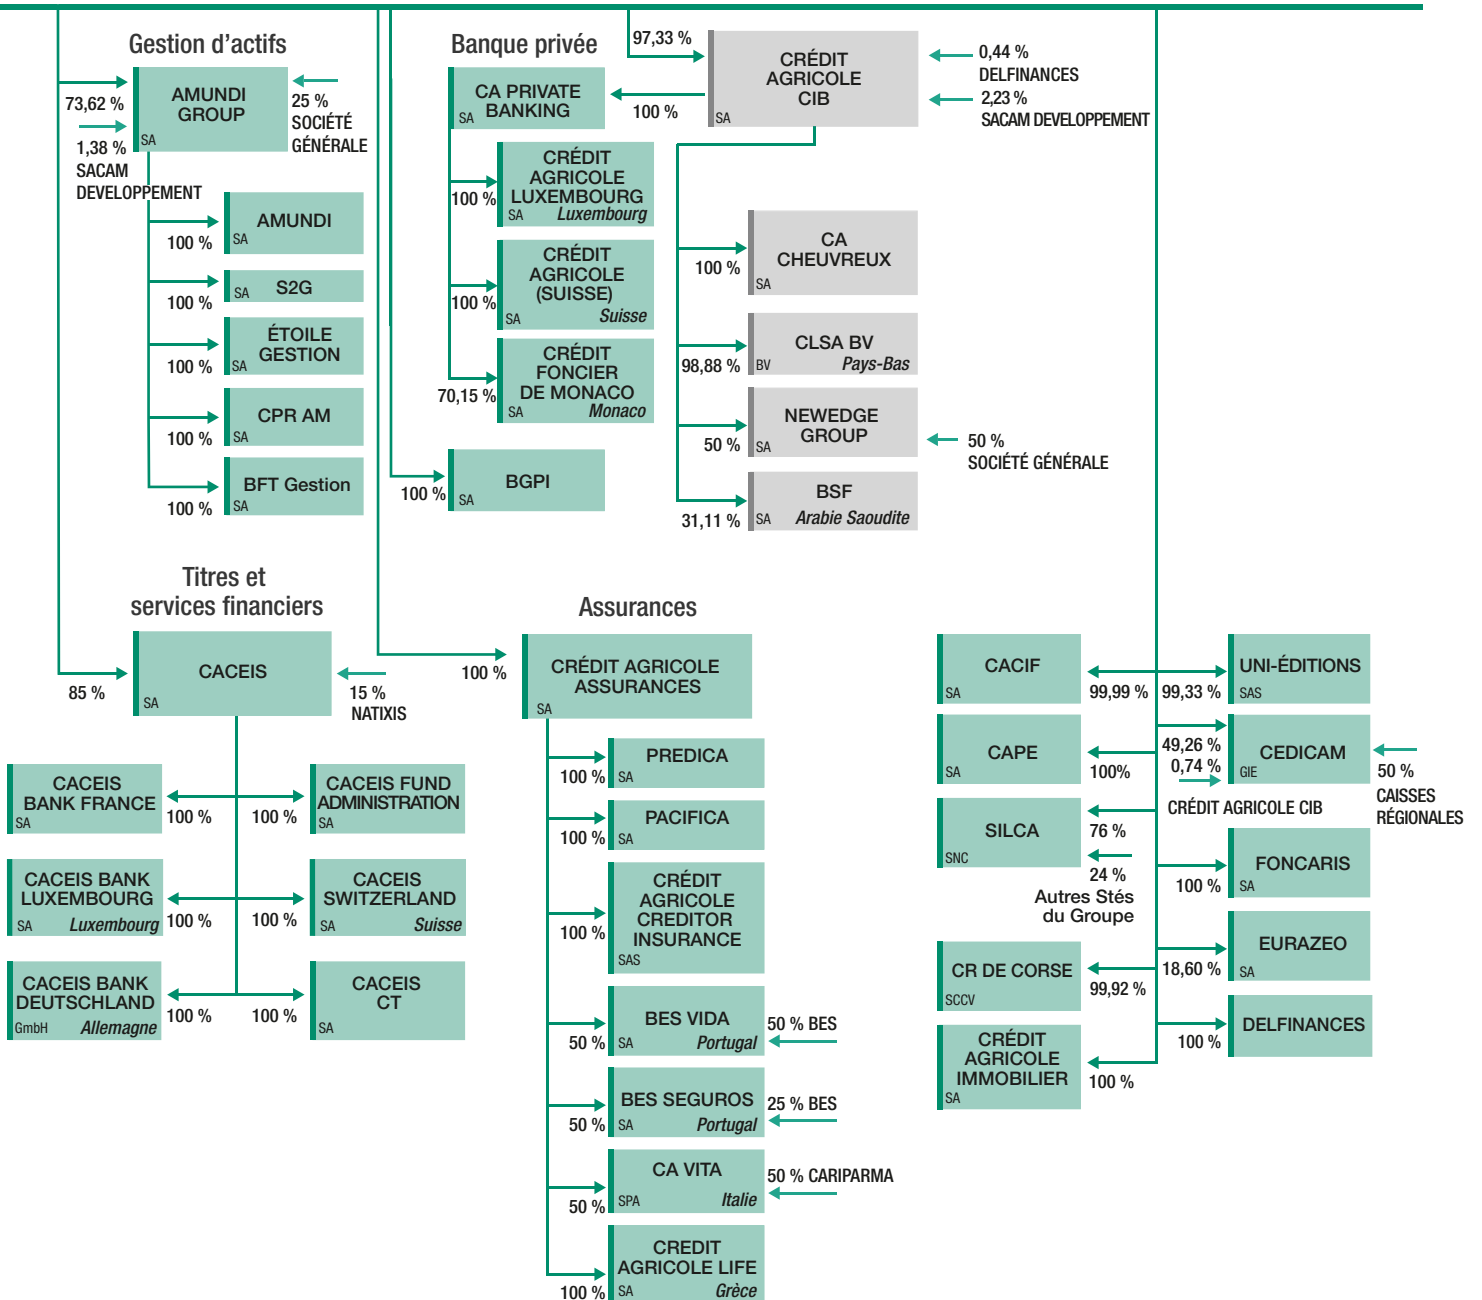 Gestion d'actifs
73,62 %
AMUNDI
GROUP
SA
25 %
SOCIÉTÉ
GÉNÉRALE
1,38 %
SACAM
DEVELOPPEMENT
100 %
AMUNDI
SA
100 %
S2G
SA
100 %
ÉTOILE
GESTION
SA
100 %
CPR AM
SA
100 %
BFT Gestion
SA
Banque privée
CA PRIVATE
BANKING
SA
100 %
100 %
CRÉDIT
AGRICOLE
LUXEMBOURG
SA Luxembourg
100 %
CRÉDIT
AGRICOLE
(SUISSE)
SA Suisse
70,15 %
CRÉDIT
FONCIER
DE MONACO
SA Monaco
100 %
BGPI
SA
97,33 %
CRÉDIT
AGRICOLE
CIB
SA
0,44 %
DELFINANCES
2,23 %
SACAM DEVELOPPEMENT
100 %
CA
CHEUVREUX
SA
98,88 %
CLSA BV
BV Pays-Bas
50 %
NEWEDGE
GROUP
SA
50 %
SOCIÉTÉ GÉNÉRALE
31,11 %
BSF
SA Arabie Saoudite
Titres et
services financiers
85 %
CACEIS
SA
15 %
NATIXIS
CACEIS
BANK FRANCE
SA
100 %
100 %
CACEIS FUND
ADMINISTRATION
SA
CACEIS BANK
LUXEMBOURG
SA Luxembourg
100 %
100 %
CACEIS
SWITZERLAND
SA Suisse
CACEIS BANK
DEUTSCHLAND
GmbH Allemagne
100 %
100 %
CACEIS
CT
SA
Assurances
100 %
CRÉDIT AGRICOLE
ASSURANCES
SA
100 %
PREDICA
SA
100 %
PACIFICA
SA
100 %
CRÉDIT
AGRICOLE
CREDITOR
INSURANCE
SAS
50 %
BES VIDA
SA Portugal
50 % BES
50 %
BES SEGUROS
SA Portugal
25 % BES
50 %
CA VITA
SPA Italie
50 % CARIPARMA
100 %
CREDIT
AGRICOLE LIFE
SA Grèce
CACIF
SA
99,99 %
99,33 %
UNI-ÉDITIONS
SAS
CAPE
SA
100%
49,26 %
0,74 %
CRÉDIT AGRICOLE CIB
CEDICAM
GIE
50 %
CAISSES
RÉGIONALES
SILCA
SNC
76 %
24 %
Autres Stés
du Groupe
100 %
FONCARIS
SA
CR DE CORSE
SCCV
99,92 %
18,60 %
EURAZEO
SA
CRÉDIT
AGRICOLE
IMMOBILIER
SA
100 %
100 %
DELFINANCES